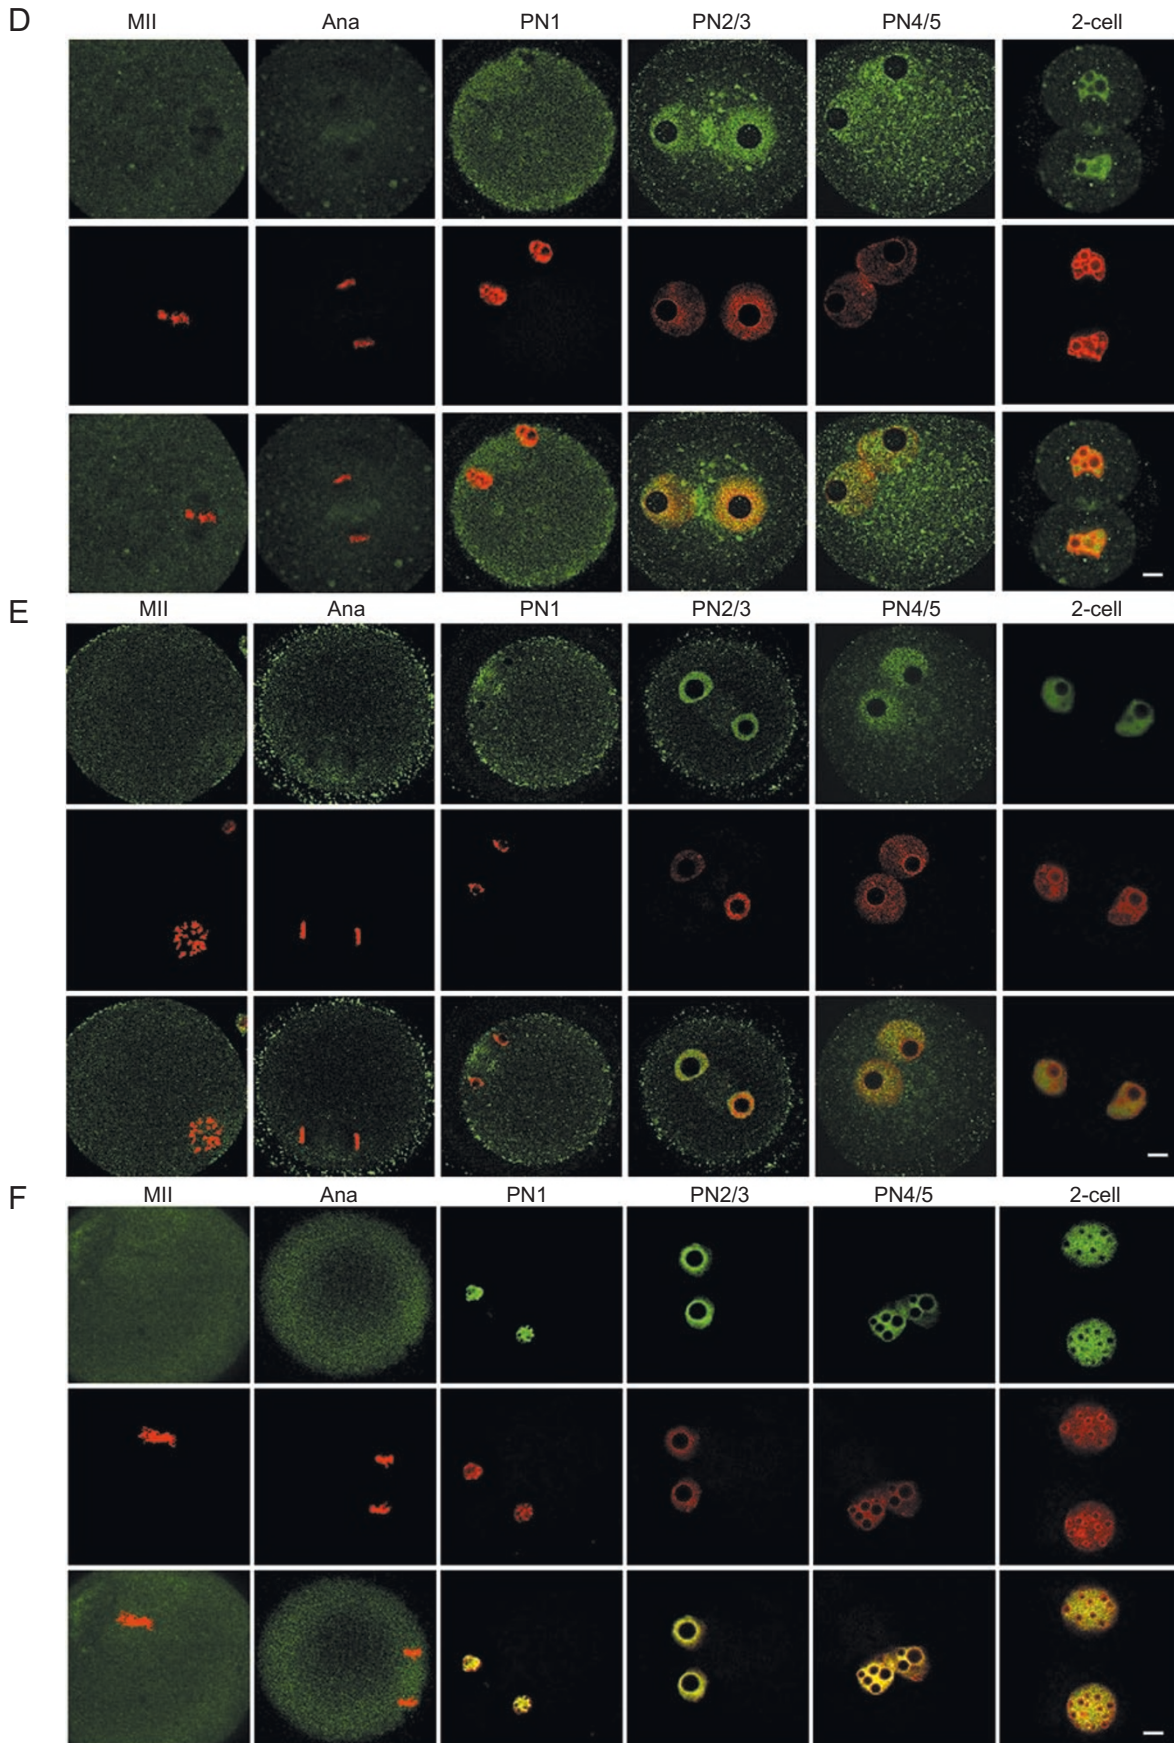 D
MII Ana PN1 PN2/3 PN4/5 2-cell
E
MII Ana PN1 PN2/3 PN4/5 2-cell
F
MII Ana PN1 PN2/3 PN4/5 2-cell